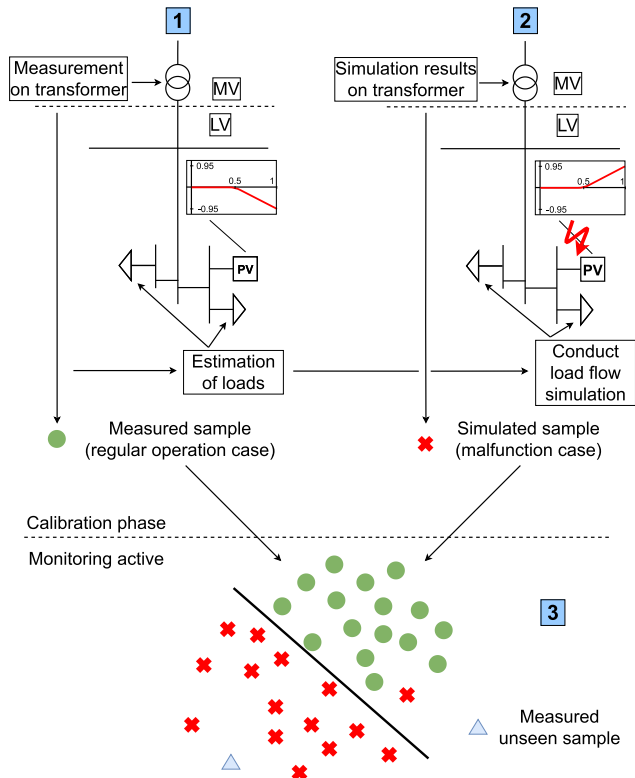 1
2
Measurement
on transformer
MV
LV
0.95
0.5
1
-0.95
PV
Estimation
of loads
Simulation results
on transformer
MV
LV
0.95
0.5
1
-0.95
PV
Conduct
load flow
simulation
Measured sample
(regular operation case)
Simulated sample
(malfunction case)
Calibration phase
Monitoring active
3
Measured
unseen sample